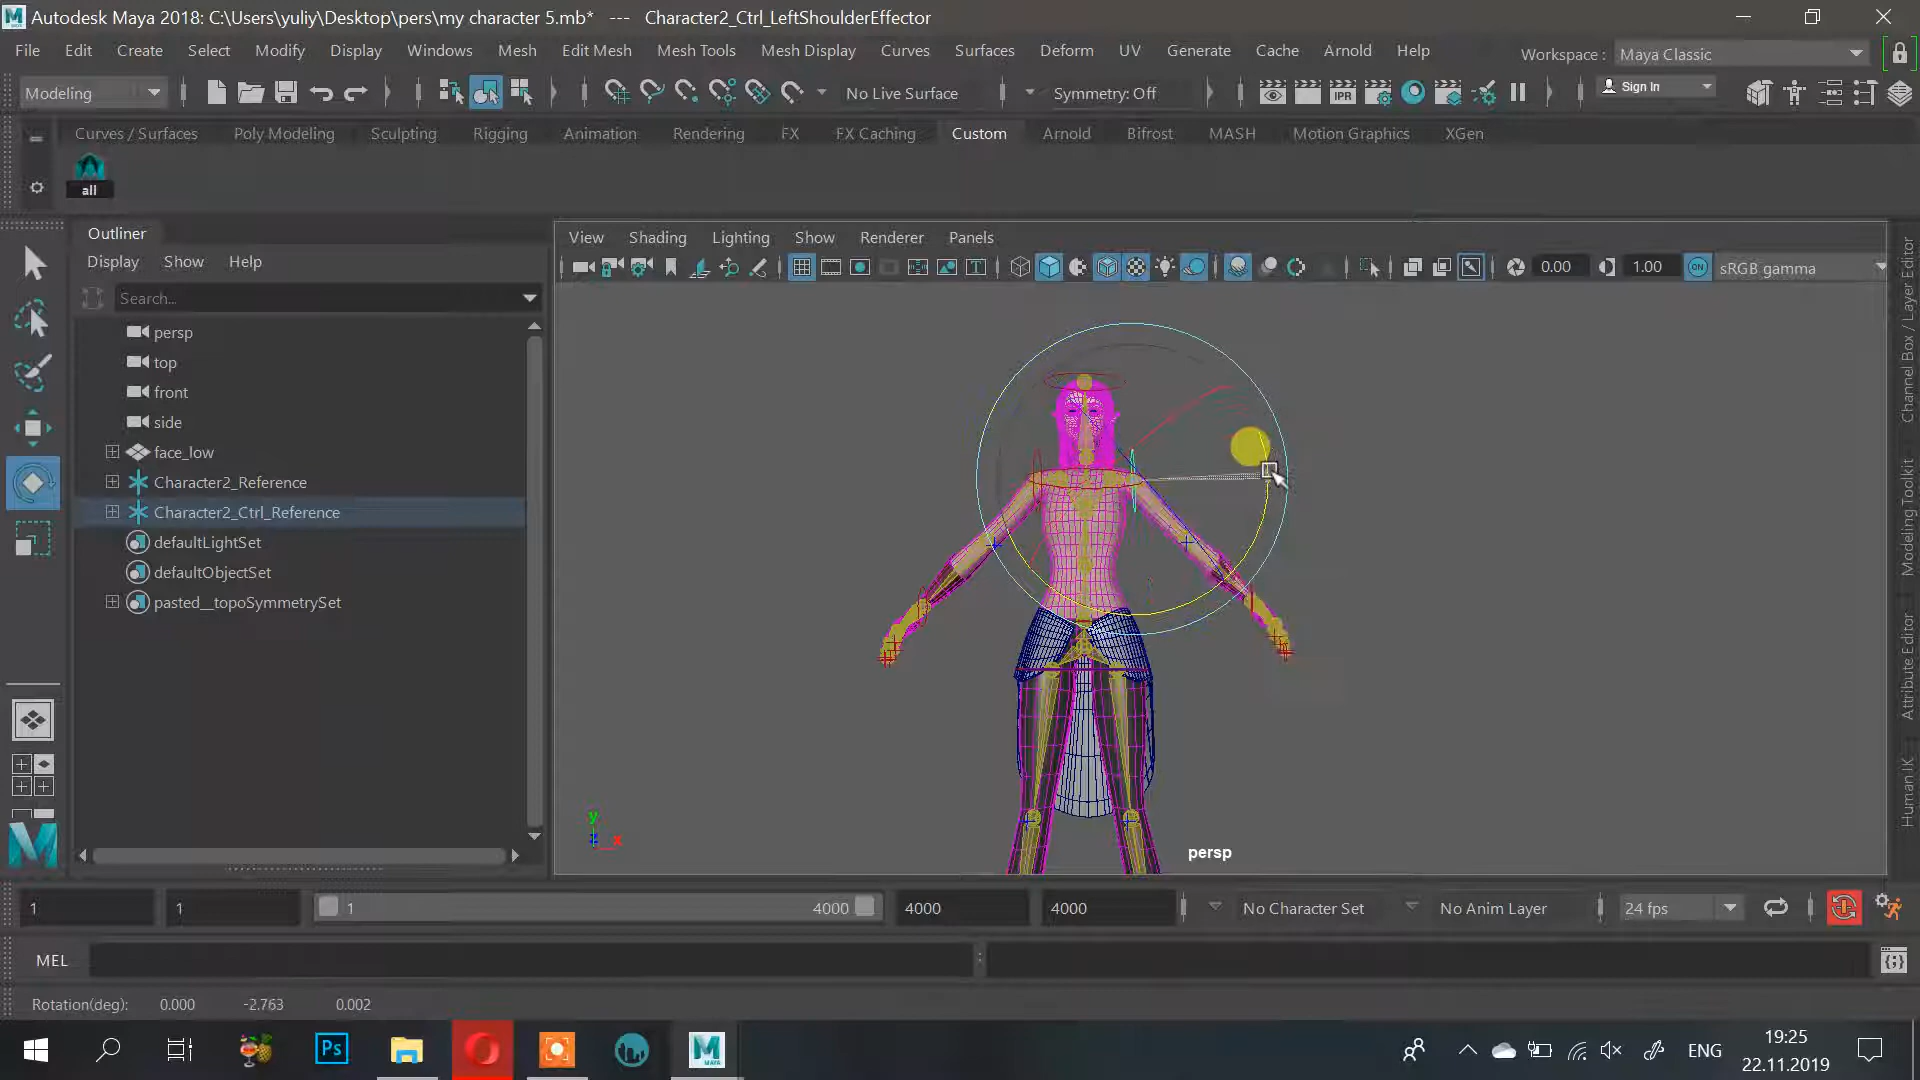 Autodesk Maya 2018: C:\Users\yuliy\Desktop\pers\my character 5.mb* --- Character2_Ctrl_LeftShoulderEffector
File Edit Create Select Modify Display Windows Mesh Edit Mesh Mesh Tools Mesh Display Curves Surfaces Deform UV Generate Cache Arnold Help Workspace : Maya Classic
Modeling No Live Surface Symmetry: Off IPR Sign In
Curves / Surfaces Poly Modeling Sculpting Rigging Animation Rendering FX FX Caching Custom Arnold Bifrost MASH Motion Graphics XGen
all
Outliner
Display Show Help
Search...
persp
top
front
side
face_low
Character2_Reference
Character2_Ctrl_Reference
defaultLightSet
defaultObjectSet
pasted__topoSymmetrySet
View Shading Lighting Show Renderer Panels
0.00 1.00 ON sRGB gamma
y
x
persp
Channel Box / Layer Editor
Modeling Toolkit
Attribute Editor
Human IK
1 1 1 4000 4000 4000 No Character Set No Anim Layer 24 fps
MEL
Rotation(deg): 0.000 -2.763 0.002
Ps
MAYA
ENG
19:25
22.11.2019